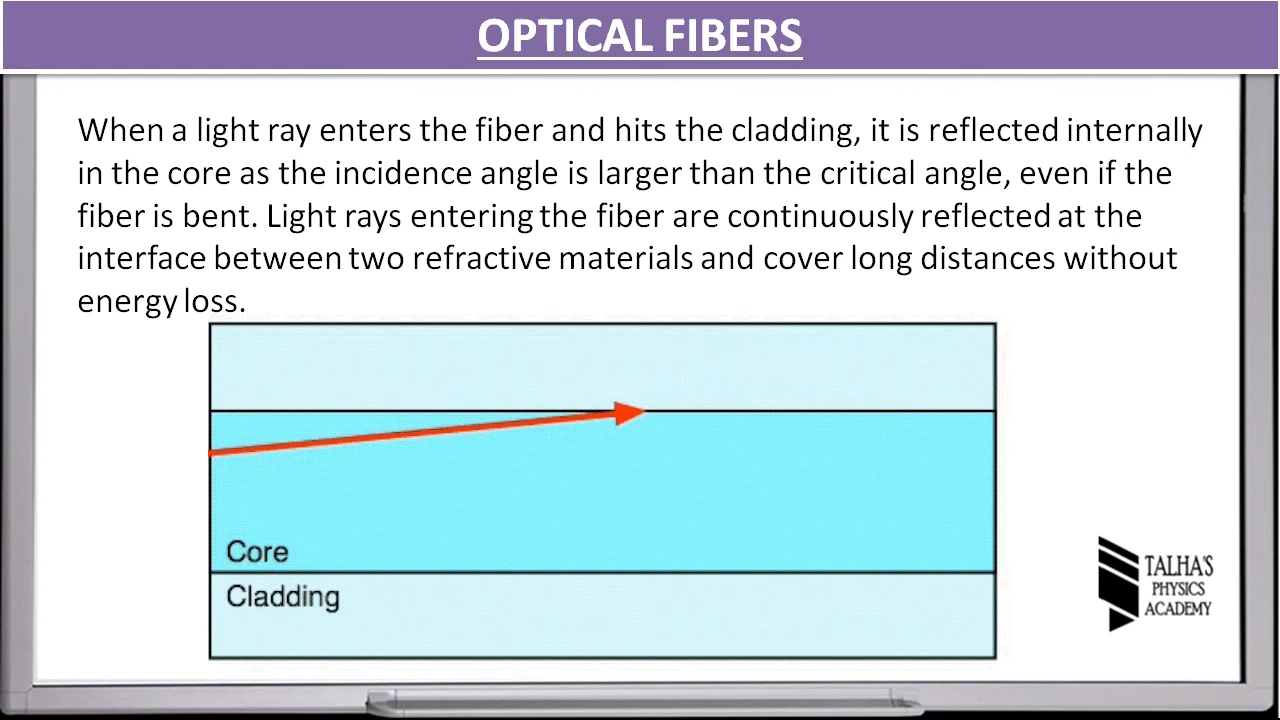 OPTICAL FIBERS
When a light ray enters the fiber and hits the cladding, it is reflected internally
in the core as the incidence angle is larger than the critical angle, even if the
fiber is bent. Light rays entering the fiber are continuously reflected at the
interface between two refractive materials and cover long distances without
energy loss.
Core
Cladding
TALHA'S
PHYSICS
ACADEMY